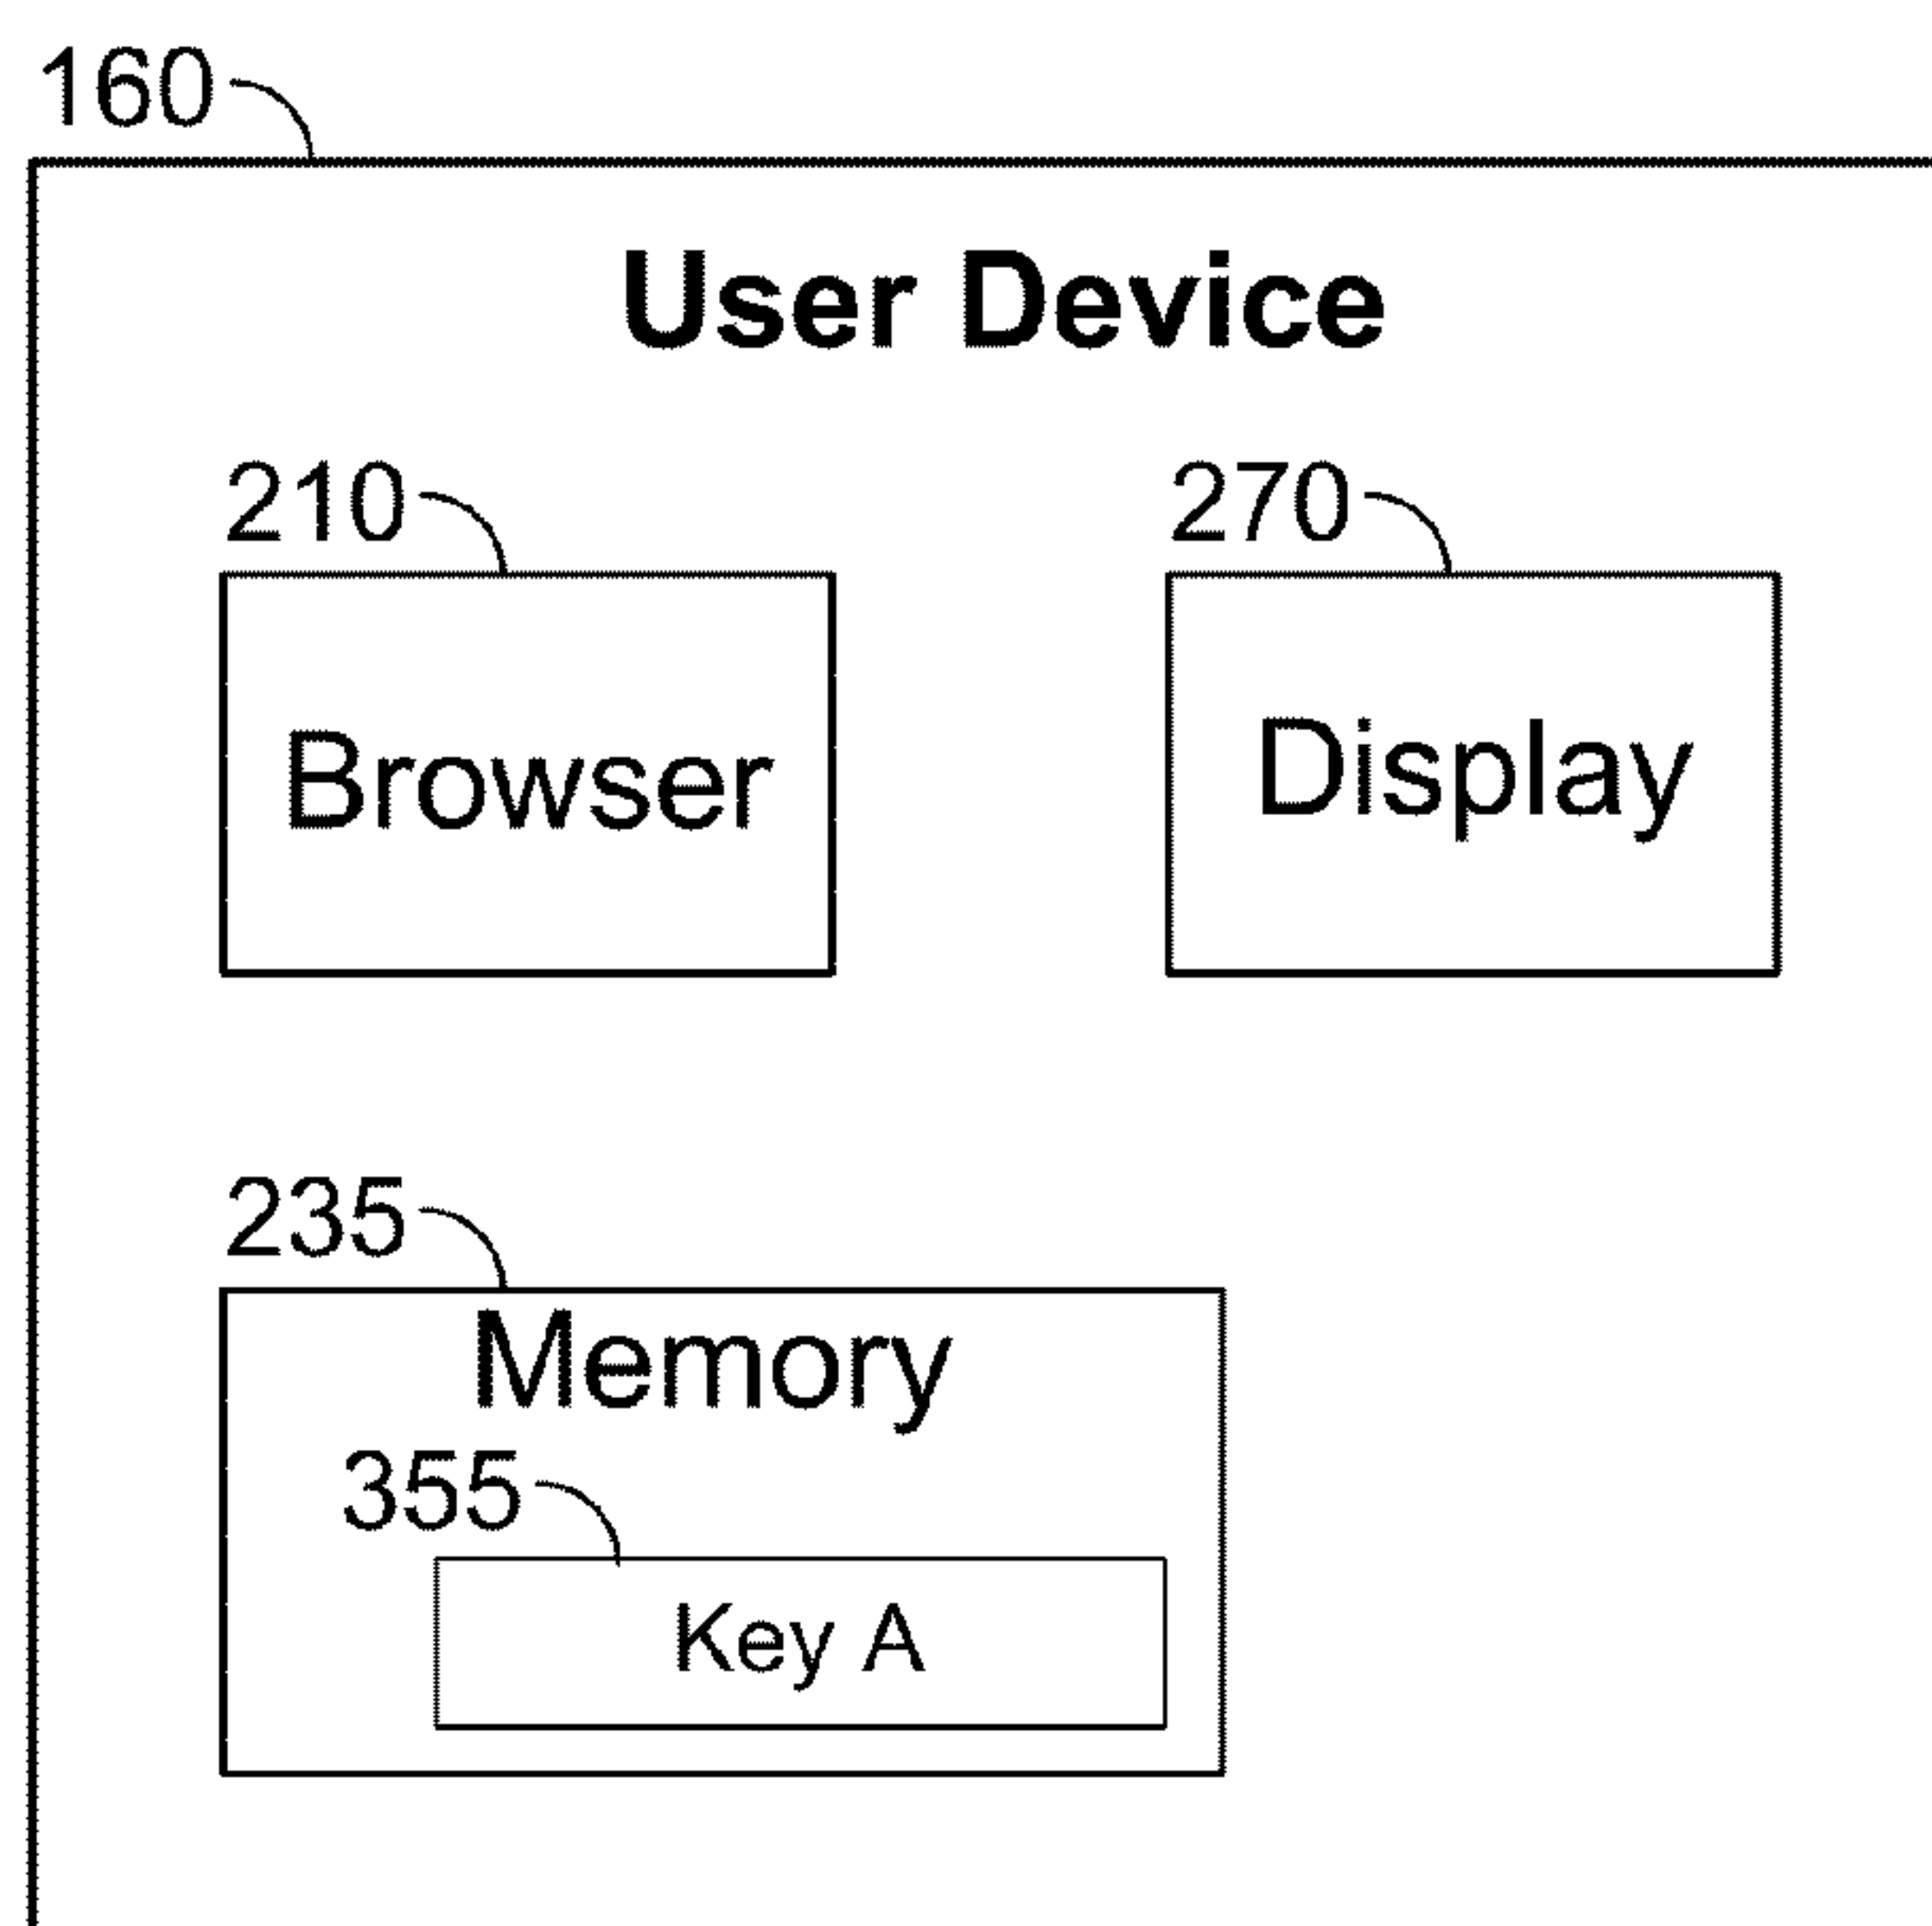 160
User Device
210
270
Browser
Display
235
Memory
355
Key A